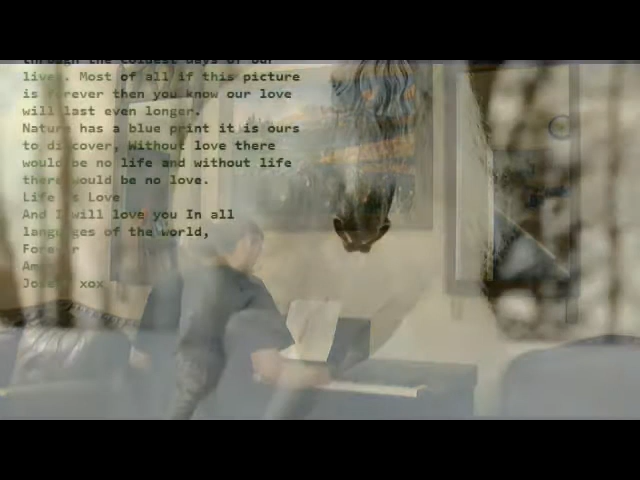 through the coldest days of our
lives. Most of all if this picture
is forever then you know our love
will last even longer.
Nature has a blue print it is ours
to discover, Without love there
would be no life and without life
there would be no love.
Life is Love
And I will love you In all
languages of the world,
Forever
xox